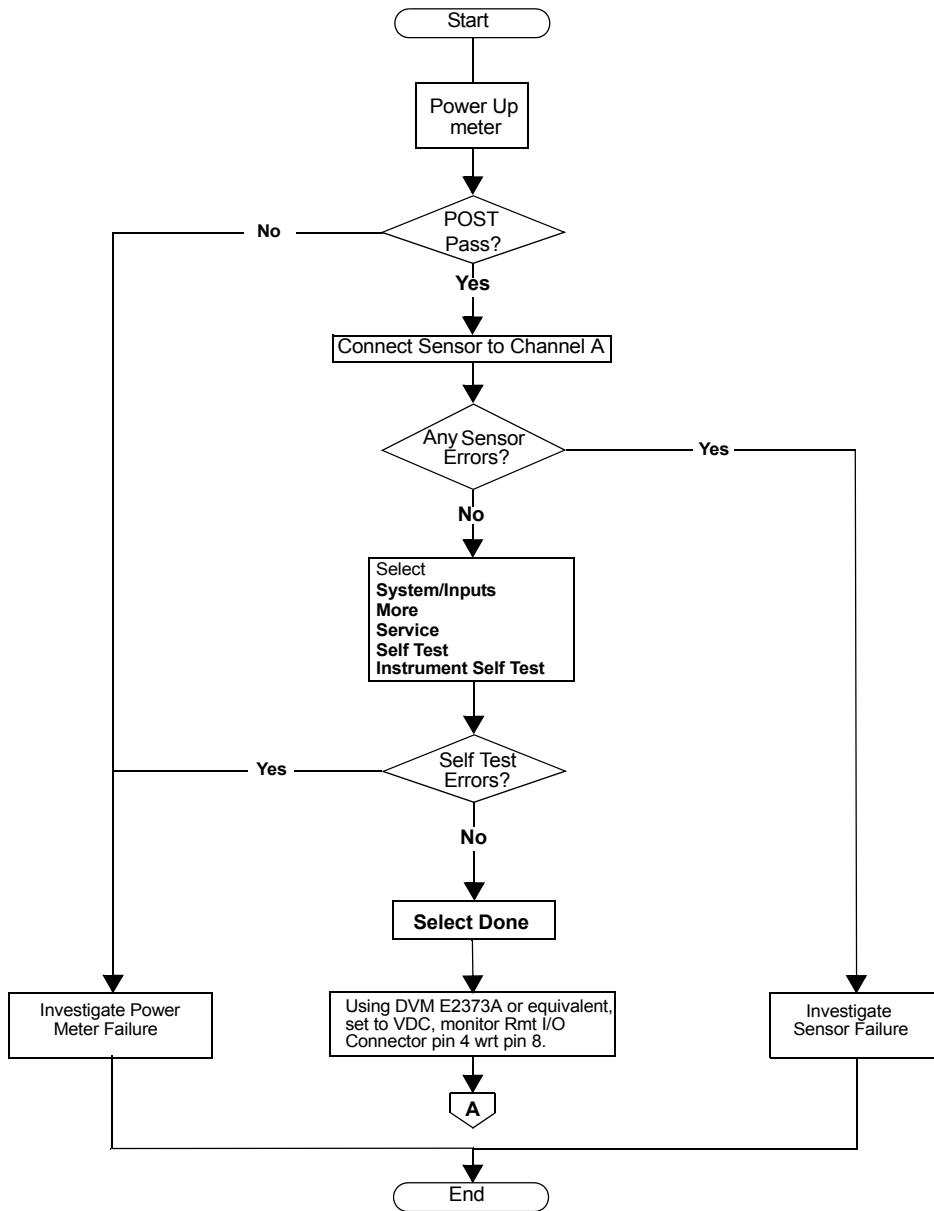 Start
Power Up
meter
POST
Pass?
No
Yes
Connect Sensor to Channel A
Any Sensor
Errors?
Yes
No
Select
System/Inputs
More
Service
Self Test
Instrument Self Test
Self Test
Errors?
Yes
No
Select Done
Investigate Power
Meter Failure
Using DVM E2373A or equivalent,
set to VDC, monitor Rmt I/O
Connector pin 4 wrt pin 8.
Investigate
Sensor Failure
A
End